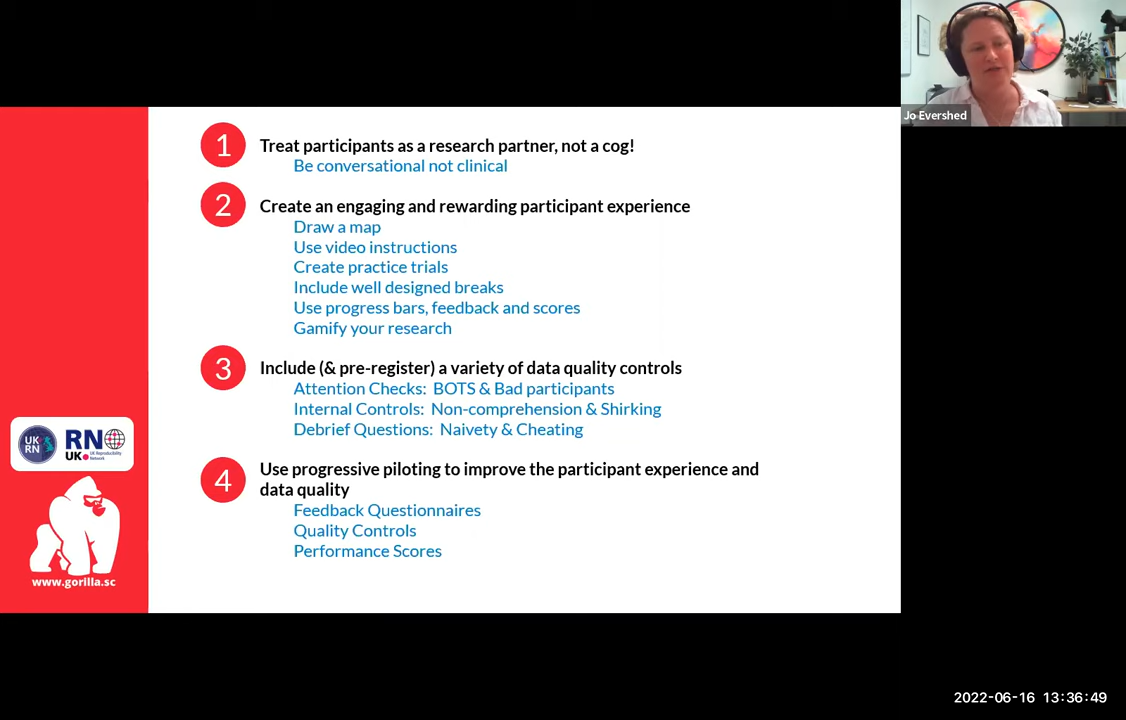 Jo Evershed
1
Treat participants as a research partner, not a cog!
Be conversational not clinical
2
Create an engaging and rewarding participant experience
Draw a map
Use video instructions
Create practice trials
Include well designed breaks
Use progress bars, feedback and scores
Gamify your research
3
Include (& pre-register) a variety of data quality controls
Attention Checks: BOTS & Bad participants
Internal Controls: Non-comprehension & Shirking
Debrief Questions: Naivety & Cheating
4
Use progressive piloting to improve the participant experience and
data quality
Feedback Questionnaires
Quality Controls
Performance Scores
UK
RN
RN
UK
UK Reproducibility
Network
www.gorilla.sc
2022-06-16 13:36:49